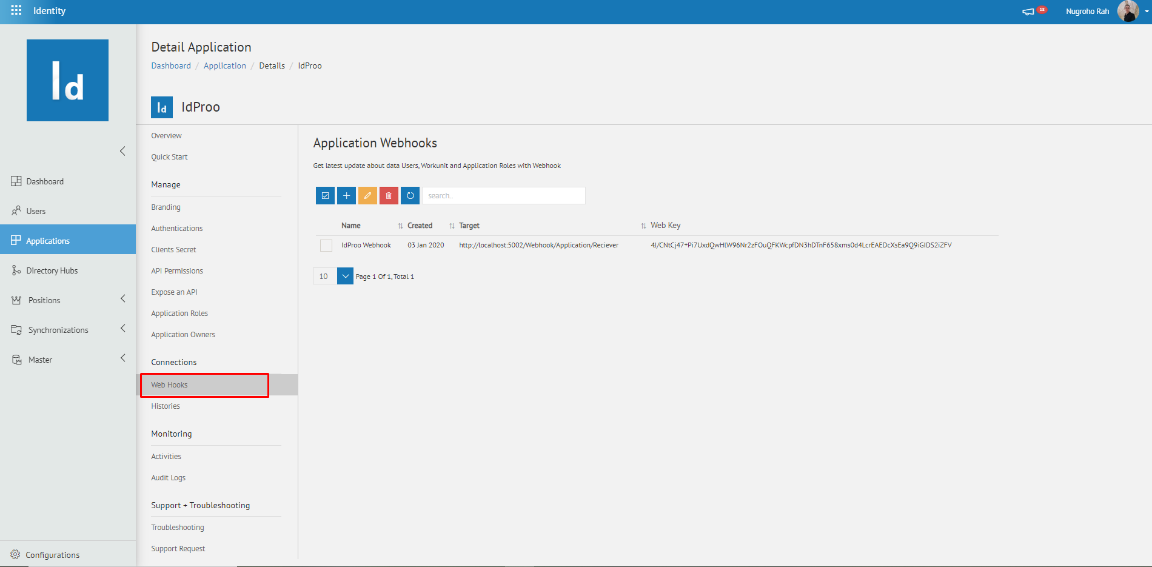 Identity
18
Nugroho Rah
Id
Dashboard
Users
Applications
Directory Hubs
Positions
Synchronizations
Master
Configurations
Detail Application
Dashboard / Application / Details / IdProo
Id
IdProo
Overview
Quick Start
Manage
Branding
Authentications
Clients Secret
API Permissions
Expose an API
Application Roles
Application Owners
Connections
Web Hooks
Histories
Monitoring
Activities
Audit Logs
Support + Troubleshooting
Troubleshooting
Support Request
Application Webhooks
Get latest update about data Users, Workunit and Application Roles with Webhook
search
Name Created Target Web Key
IdProo Webhook 03 Jan 2020 http://localhost:5002/Webhook/Application/Reciever
10 Page 1 Of 1, Total 1